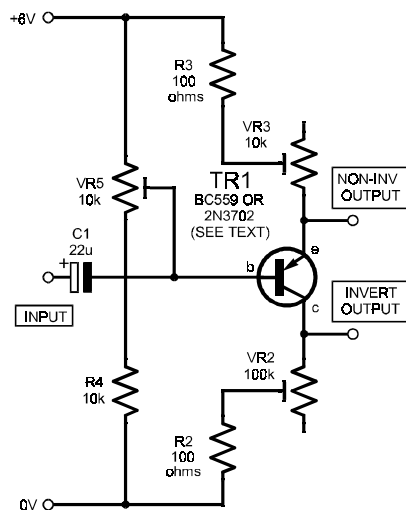 +6V
R3
100
ohms
VR3
10k
VR5
10k
TR1
BC559 OR
2N3702
(SEE TEXT)
NON-INV
OUTPUT
C1
22u
+
e
b
c
INPUT
INVERT
OUTPUT
VR2
100k
R4
10k
R2
100
ohms
0V